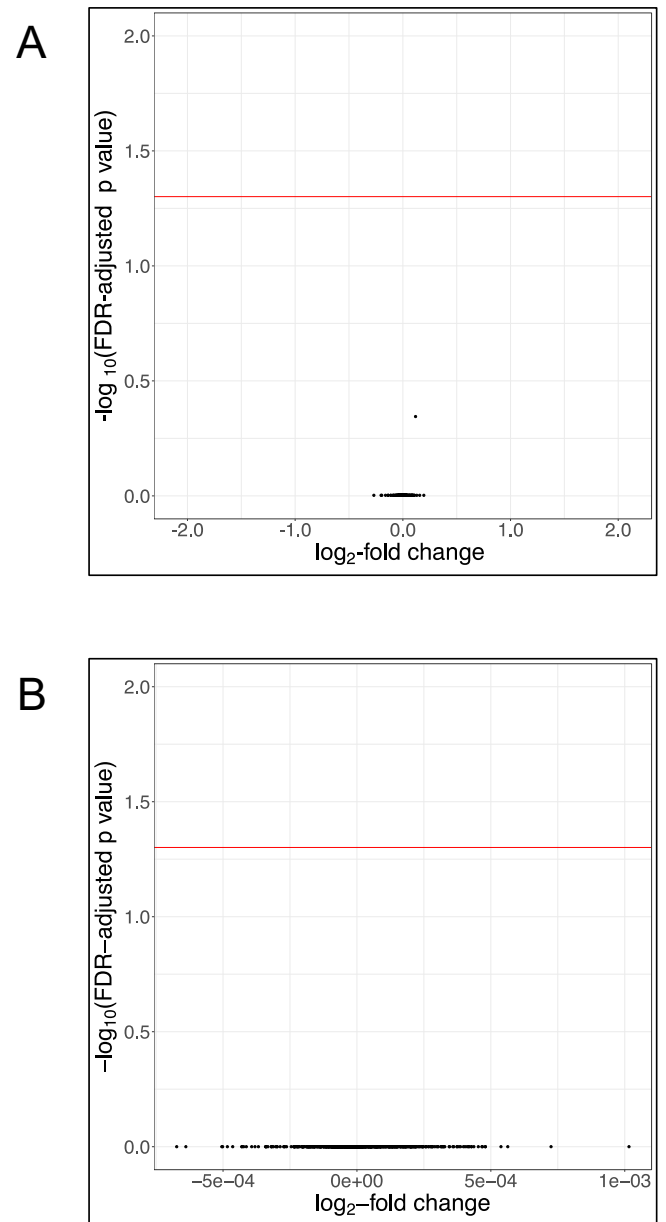 A
2.0
1.5
1.0
0.5
0.0
-log 10(FDR-adjusted p value)
-2.0 -1.0 0.0 1.0 2.0
log2-fold change
B
2.0
1.5
1.0
0.5
0.0
−log10(FDR−adjusted p value)
−5e−04 0e+00 5e−04 1e−03
log2−fold change